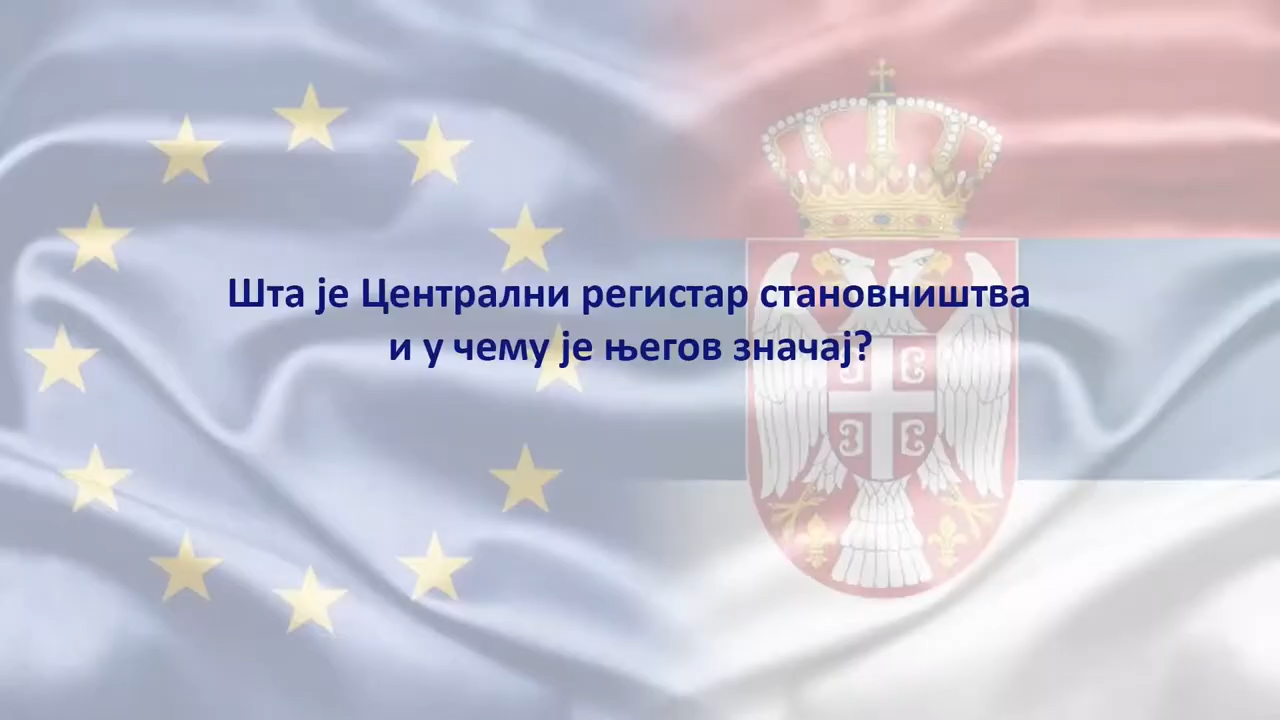 Шта је Централни регистар становништва
и у чему је његов значај?